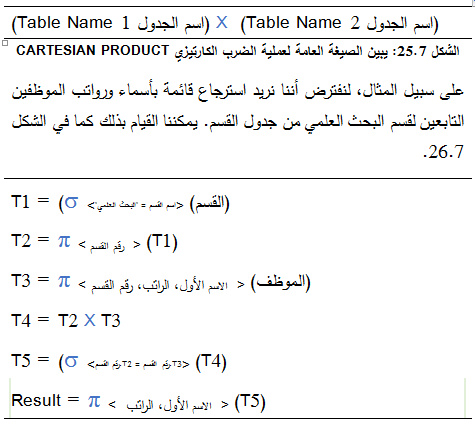 (Table Name 1 اسم الجدول) X (Table Name 2 اسم الجدول)
الشكل 25.7: يبين الصيغة العامة لعملية الضرب الكارتيزي CARTESIAN PRODUCT
على سبيل المثال، لنفترض أننا نريد استرجاع قائمة بأسماء ورواتب الموظفين
التابعين لقسم البحث العلمي من جدول القسم. يمكننا القيام بذلك كما في الشكل
26.7.
T1 = (σ <اسم القسم = "البحث العلمي"> (القسم)
T2 = π < رقم القسم > (T1)
T3 = π < الاسم الأول، الراتب، رقم القسم > (الموظف)
T4 = T2 X T3
T5 = (σ <رقم القسم.T2 = رقم القسم.T3> (T4)
Result = π < الاسم الأول، الراتب > (T5)